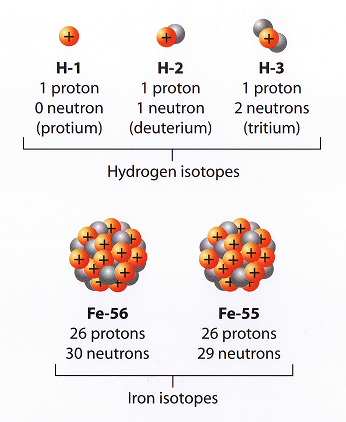 H-1 H-2 H-3
1 proton 1 proton 1 proton
0 neutron 1 neutron 2 neutrons
(protium) (deuterium) (tritium)
Hydrogen isotopes
Fe-56 Fe-55
26 protons 26 protons
30 neutrons 29 neutrons
Iron isotopes